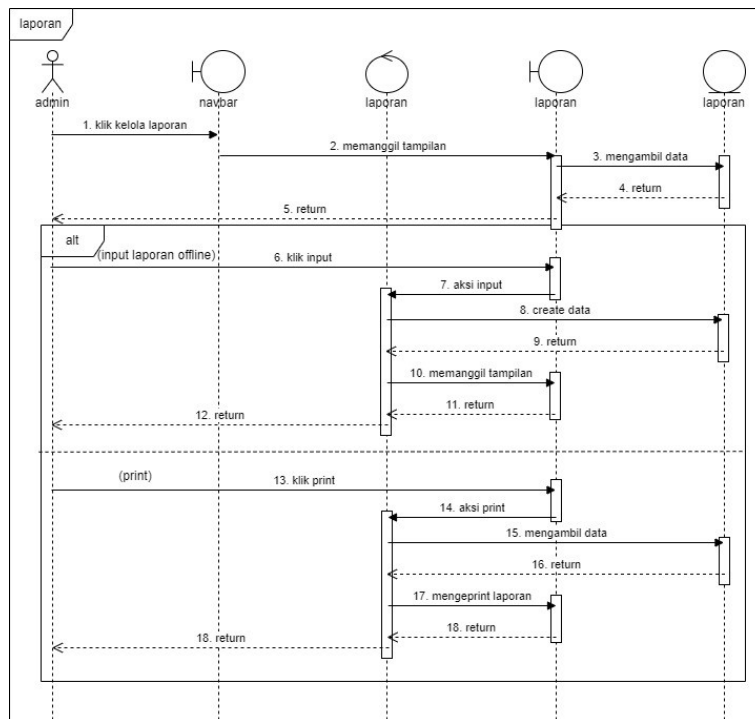 laporan
admin
navbar
laporan
laporan
laporan
1. klik kelola laporan
2. memanggil tampilan
3. mengambil data
4. return
5. return
alt
(input laporan offline)
6. klik input
7. aksi input
8. create data
9. return
10. memanggil tampilan
11. return
12. return
(print)
13. klik print
14. aksi print
15. mengambil data
16. return
17. mengeprint laporan
18. return
18. return